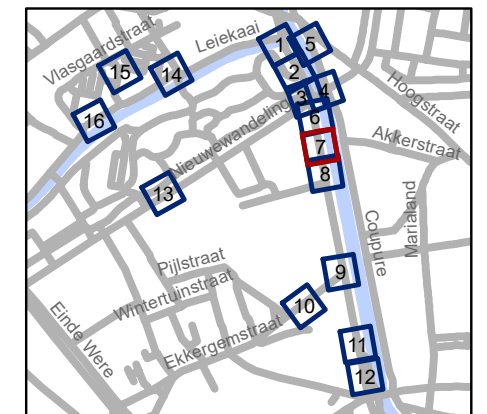 Vlasgaardstraat
Leiekaai
1
5
2
15
14
3
4
Hoogstraat
16
6
Nieuwewandeling
7
Akkerstraat
8
13
Marialand
Coupure
Pijlstraat
9
Wintertuinstraat
10
Einde Were
Ekkergemstraat
11
12